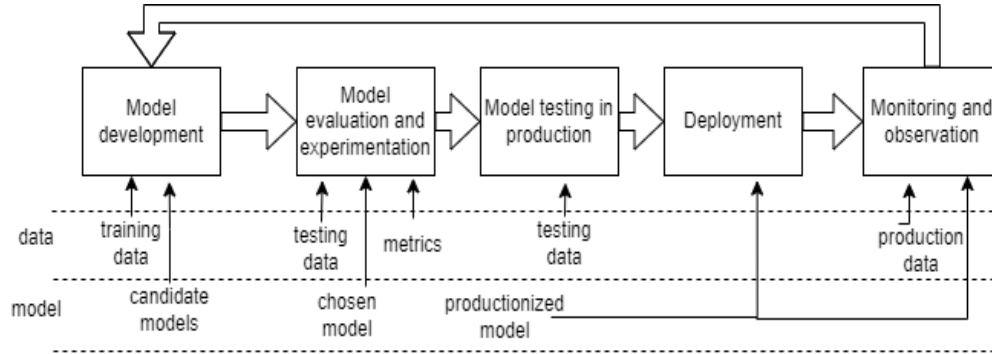 Model
development
Model
evaluation and
experimentation
Model testing in
production
Deployment
Monitoring and
observation
data
training
data
testing
data
metrics
testing
data
production
data
model
candidate
models
chosen
model
productionized
model